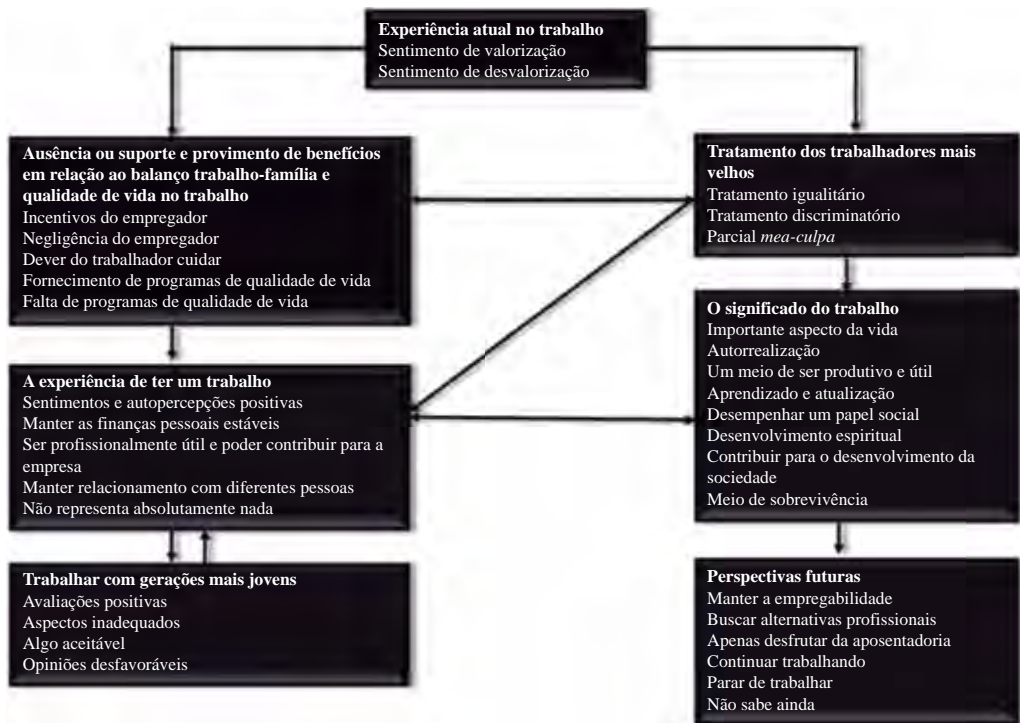 Experiência atual no trabalho
Sentimento de valorização
Sentimento de desvalorização
Ausência ou suporte e provimento de benefícios
em relação ao balanço trabalho-família e
qualidade de vida no trabalho
Incentivos do empregador
Negligência do empregador
Dever do trabalhador cuidar
Fornecimento de programas de qualidade de vida
Falta de programas de qualidade de vida
Tratamento dos trabalhadores mais
velhos
Tratamento igualitário
Tratamento discriminatório
Parcial mea-culpa
A experiência de ter um trabalho
Sentimentos e autopercepções positivas
Manter as finanças pessoais estáveis
Ser profissionalmente útil e poder contribuir para a
empresa
Manter relacionamento com diferentes pessoas
Não representa absolutamente nada
O significado do trabalho
Importante aspecto da vida
Autorrealização
Um meio de ser produtivo e útil
Aprendizado e atualização
Desempenhar um papel social
Desenvolvimento espiritual
Contribuir para o desenvolvimento da
sociedade
Meio de sobrevivência
Trabalhar com gerações mais jovens
Avaliações positivas
Aspectos inadequados
Algo aceitável
Opiniões desfavoráveis
Perspectivas futuras
Manter a empregabilidade
Buscar alternativas profissionais
Apenas desfrutar da aposentadoria
Continuar trabalhando
Parar de trabalhar
Não sabe ainda